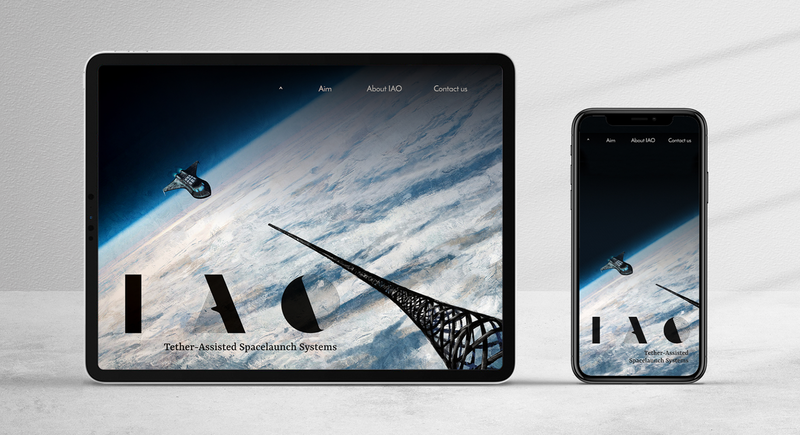 ^ Aim About IAO Contact us
IAO
Tether-Assisted Spacelaunch Systems
^ Aim About IAO Contact us
IAO
Tether-Assisted
Spacelaunch Systems